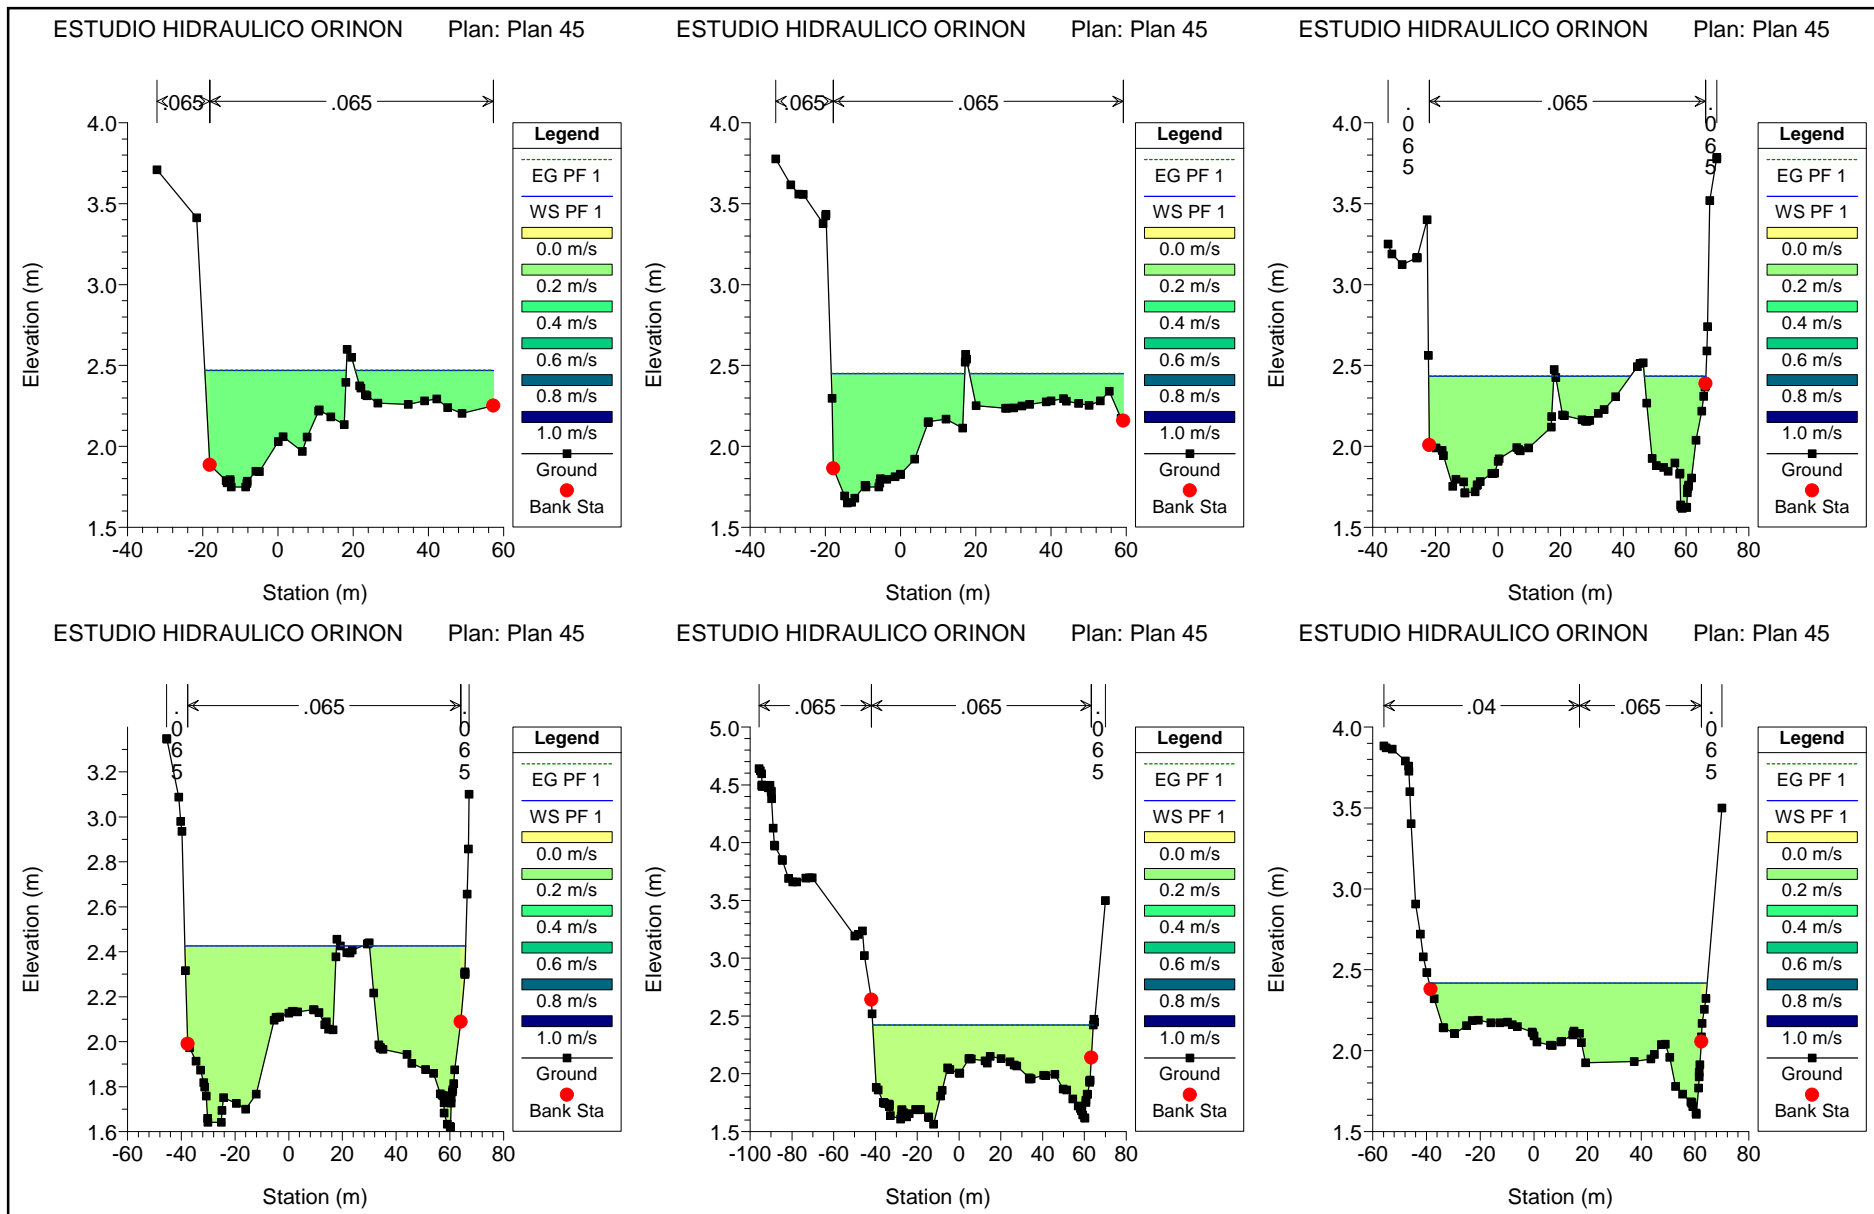 ESTUDIO HIDRAULICO ORINON Plan: Plan 45
.065 .065
Elevation (m)
4.0
3.5
3.0
2.5
2.0
1.5
-40 -20 0 20 40 60
Station (m)
Legend
EG PF 1
WS PF 1
0.0 m/s
0.2 m/s
0.4 m/s
0.6 m/s
0.8 m/s
1.0 m/s
Ground
Bank Sta
ESTUDIO HIDRAULICO ORINON Plan: Plan 45
.065 .065
Elevation (m)
4.0
3.5
3.0
2.5
2.0
1.5
-40 -20 0 20 40 60
Station (m)
Legend
EG PF 1
WS PF 1
0.0 m/s
0.2 m/s
0.4 m/s
0.6 m/s
0.8 m/s
1.0 m/s
Ground
Bank Sta
ESTUDIO HIDRAULICO ORINON Plan: Plan 45
.065 .065 .065
Elevation (m)
4.0
3.5
3.0
2.5
2.0
1.5
-40 -20 0 20 40 60 80
Station (m)
Legend
EG PF 1
WS PF 1
0.0 m/s
0.2 m/s
0.4 m/s
0.6 m/s
0.8 m/s
1.0 m/s
Ground
Bank Sta
ESTUDIO HIDRAULICO ORINON Plan: Plan 45
.065 .065 .065
Elevation (m)
3.2
3.0
2.8
2.6
2.4
2.2
2.0
1.8
1.6
-60 -40 -20 0 20 40 60 80
Station (m)
Legend
EG PF 1
WS PF 1
0.0 m/s
0.2 m/s
0.4 m/s
0.6 m/s
0.8 m/s
1.0 m/s
Ground
Bank Sta
ESTUDIO HIDRAULICO ORINON Plan: Plan 45
.065 .065 .065
Elevation (m)
5.0
4.5
4.0
3.5
3.0
2.5
2.0
1.5
-100 -80 -60 -40 -20 0 20 40 60 80
Station (m)
Legend
EG PF 1
WS PF 1
0.0 m/s
0.2 m/s
0.4 m/s
0.6 m/s
0.8 m/s
1.0 m/s
Ground
Bank Sta
ESTUDIO HIDRAULICO ORINON Plan: Plan 45
.04 .065 .065
Elevation (m)
4.0
3.5
3.0
2.5
2.0
1.5
-60 -40 -20 0 20 40 60 80
Station (m)
Legend
EG PF 1
WS PF 1
0.0 m/s
0.2 m/s
0.4 m/s
0.6 m/s
0.8 m/s
1.0 m/s
Ground
Bank Sta